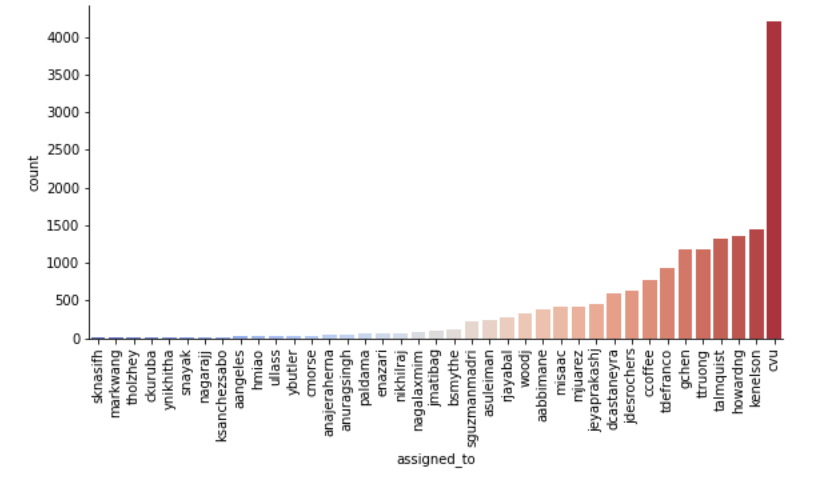 4000
3500
3000
2500
2000
1500
1000
500
0
count
sknasifh
markwang
tholzhey
ckuruba
ynikhitha
snayak
nagarajj
ksanchezsabo
aangeles
hmiao
ullass
ybutler
cmorse
anajeraherna
anuragsingh
paldama
enazari
nikhilraj
nagalaxmim
jmatibag
bsmythe
sguzmanmadri
asuleiman
rjayabal
woodj
aabbimane
misaac
mjuarez
jeyaprakashj
dcastaneyra
jdesrochers
ccoffee
tdefranco
gchen
ttruong
talmquist
howardng
kenelson
cvu
assigned_to